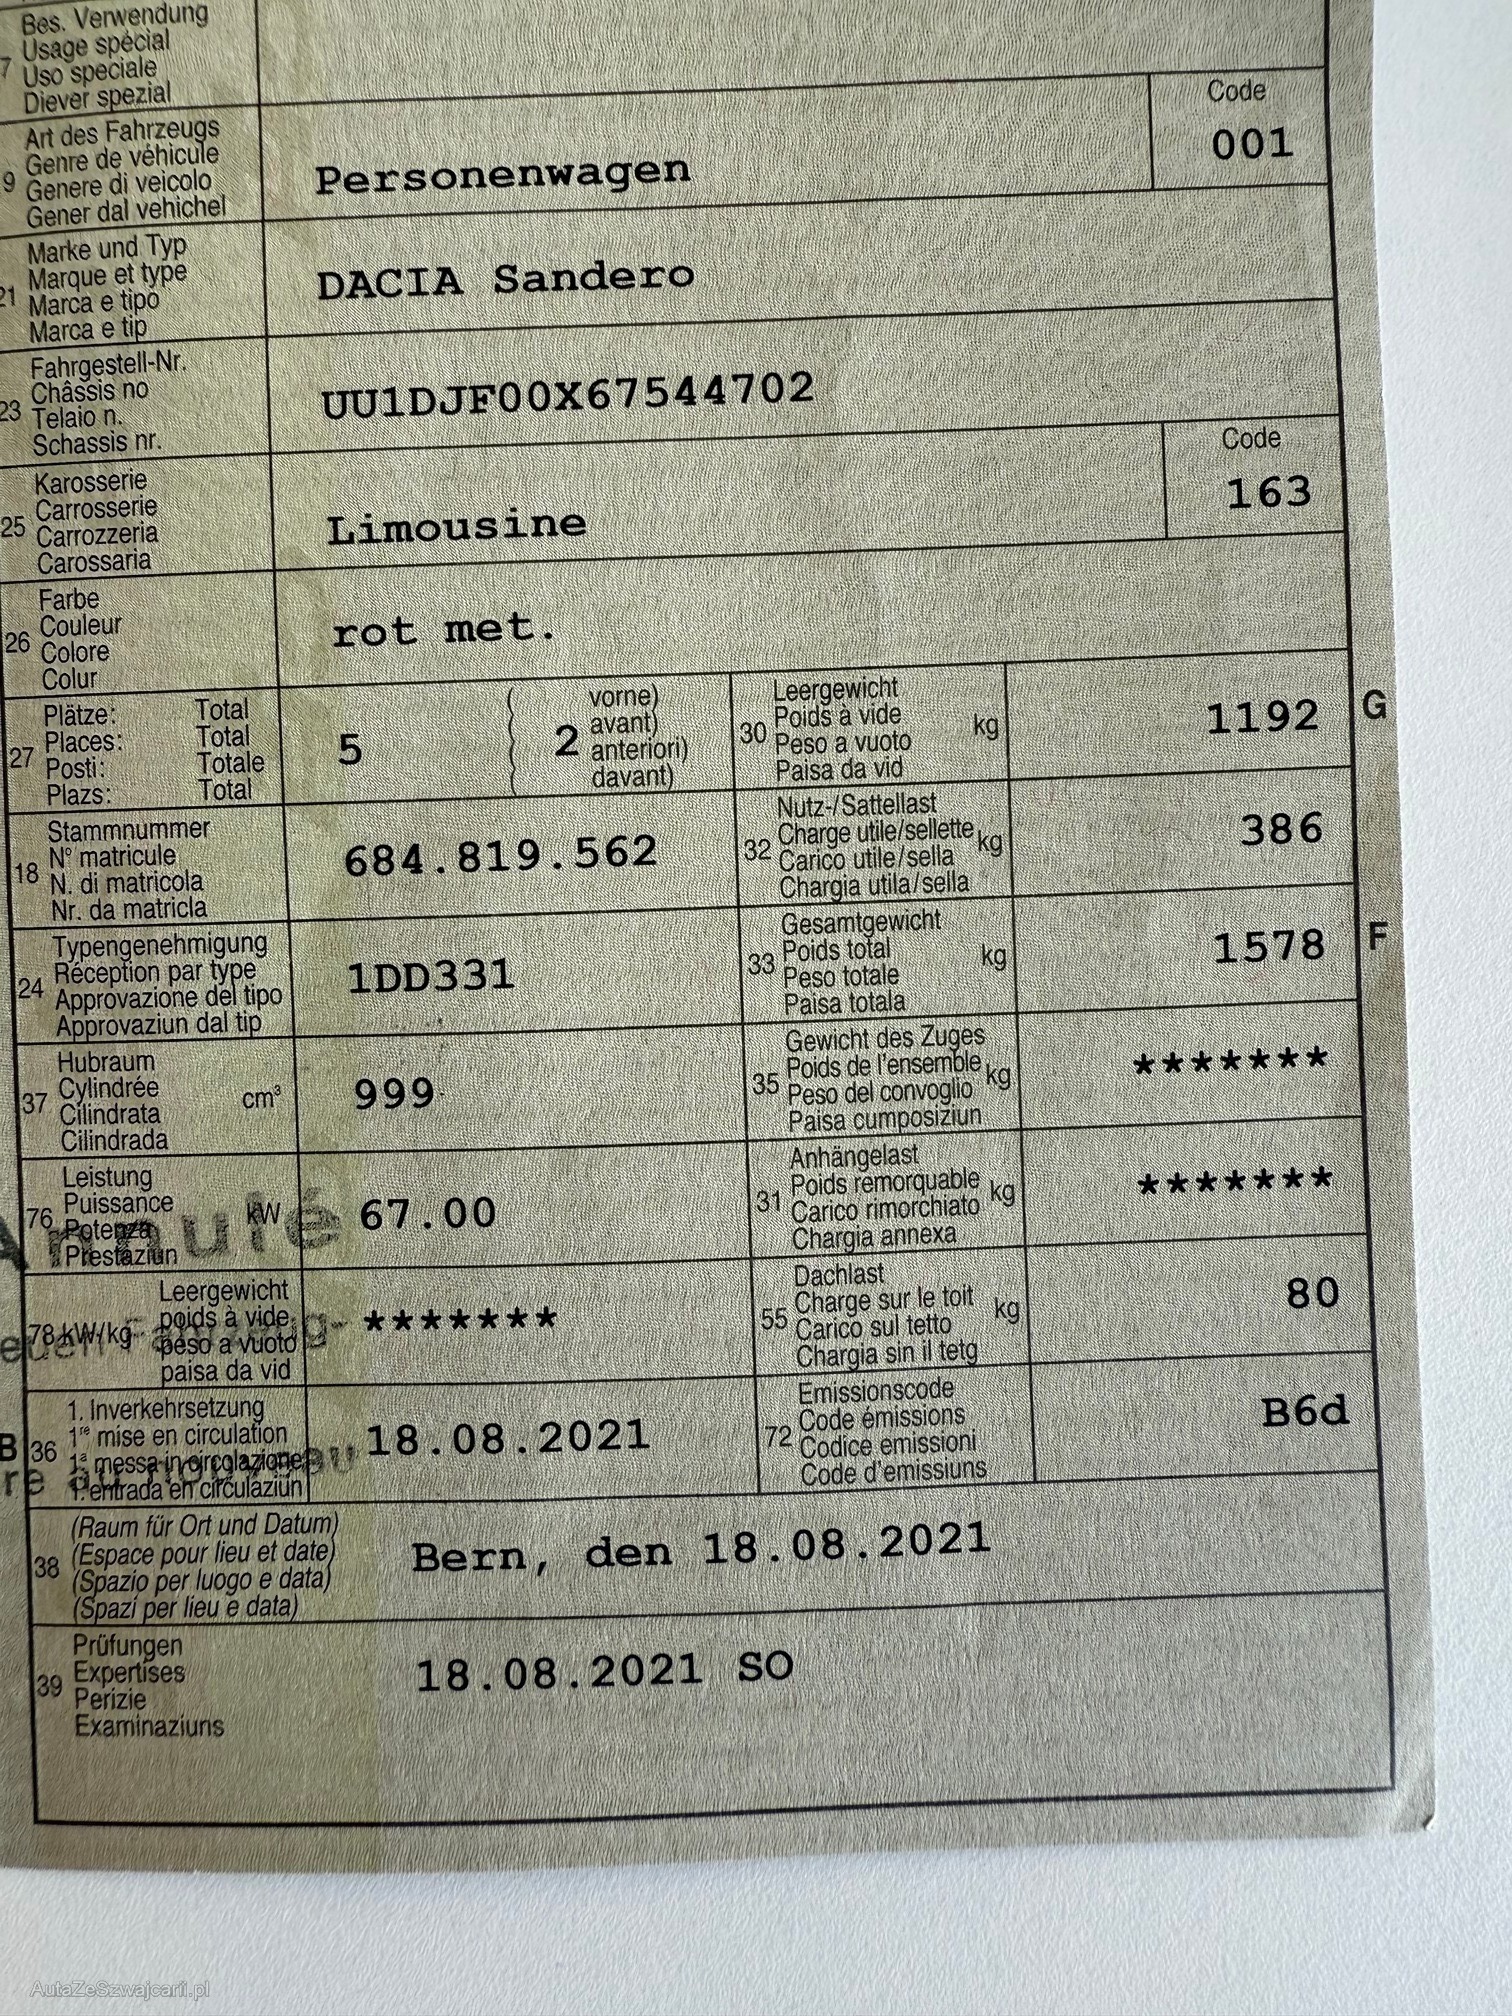 Bes. Verwendung
Usage spécial
7 Uso speciale
Diever spezial
Art des Fahrzeugs
Genre de véhicule
9 Genere di veicolo
Gener dal vehichel
Personenwagen
Code
001
Marke und Typ
Marque et type
21 Marca e tipo
Marca e tip
DACIA Sandero
Fahrgestell-Nr.
Châssis no
23 Telaio n.
Schassis nr.
UU1DJF00X67544702
Karosserie
Carrosserie
25 Carrozzeria
Carossaria
Limousine
Code
163
Farbe
Couleur
26 Colore
Colur
rot met.
Plätze: Total
Places: Total
27 Posti: Totale
Plazs: Total
5
( vorne)
2 avant)
anteriori)
( davant)
Leergewicht
30 Poids à vide kg
Peso a vuoto
Paisa da vid
1192
G
Stammnummer
N° matricule
18 N. di matricola
Nr. da matricla
684.819.562
Nutz-/Sattellast
Charge utile/sellette kg
32 Carico utile/sella
Chargia utila/sella
386
Typengenehmigung
Réception par type
24 Approvazione del tipo
Approvaziun dal tip
1DD331
Gesamtgewicht
Poids total kg
33 Peso totale
Paisa totala
1578
F
Hubraum
Cylindrée cm³
37 Cilindrata
Cilindrada
999
Gewicht des Zuges
Poids de l'ensemble kg
35 Peso del convoglio
Paisa cumposiziun
*******
Leistung
Puissance kW
76 Potenza
Prestaziun
67.00
Anhängelast
Poids remorquable kg
31 Carico rimorchiato
Chargia annexa
*******
Annulé
Leergewicht
78 kW/kg poids à vide
peso a vuoto
paisa da vid
*******
Dachlast
55 Charge sur le toit kg
Carico sul tetto
Chargia sin il tetg
80
1. Inverkehrsetzung
B 36 1re mise en circulation
1a messa in circolazione
1. entrada en circulaziun
18.08.2021
re au nouveau
Emissionscode
72 Code émissions
Codice emissioni
Code d'emissiuns
B6d
(Raum für Ort und Datum)
38 (Espace pour lieu et date)
(Spazio per luogo e data)
(Spazi per lieu e data)
Bern, den 18.08.2021
Prüfungen
39 Expertises
Perizie
Examinaziuns
18.08.2021 SO
AutaZeSzwajcarii.pl